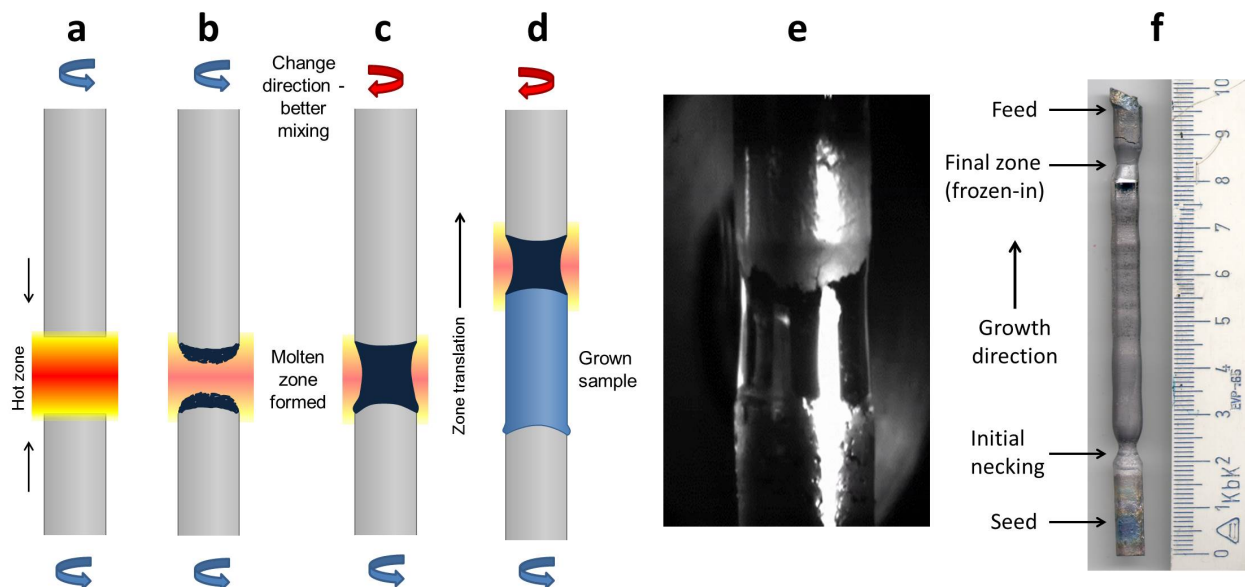 a
b
c
d
e
f
Change
direction -
better
mixing
Hot zone
Molten
zone
formed
Zone translation
Grown
sample
Feed
Final zone
(frozen-in)
Growth
direction
Initial
necking
Seed
10
9
8
7
6
5
4
3
2
1
0
KbK